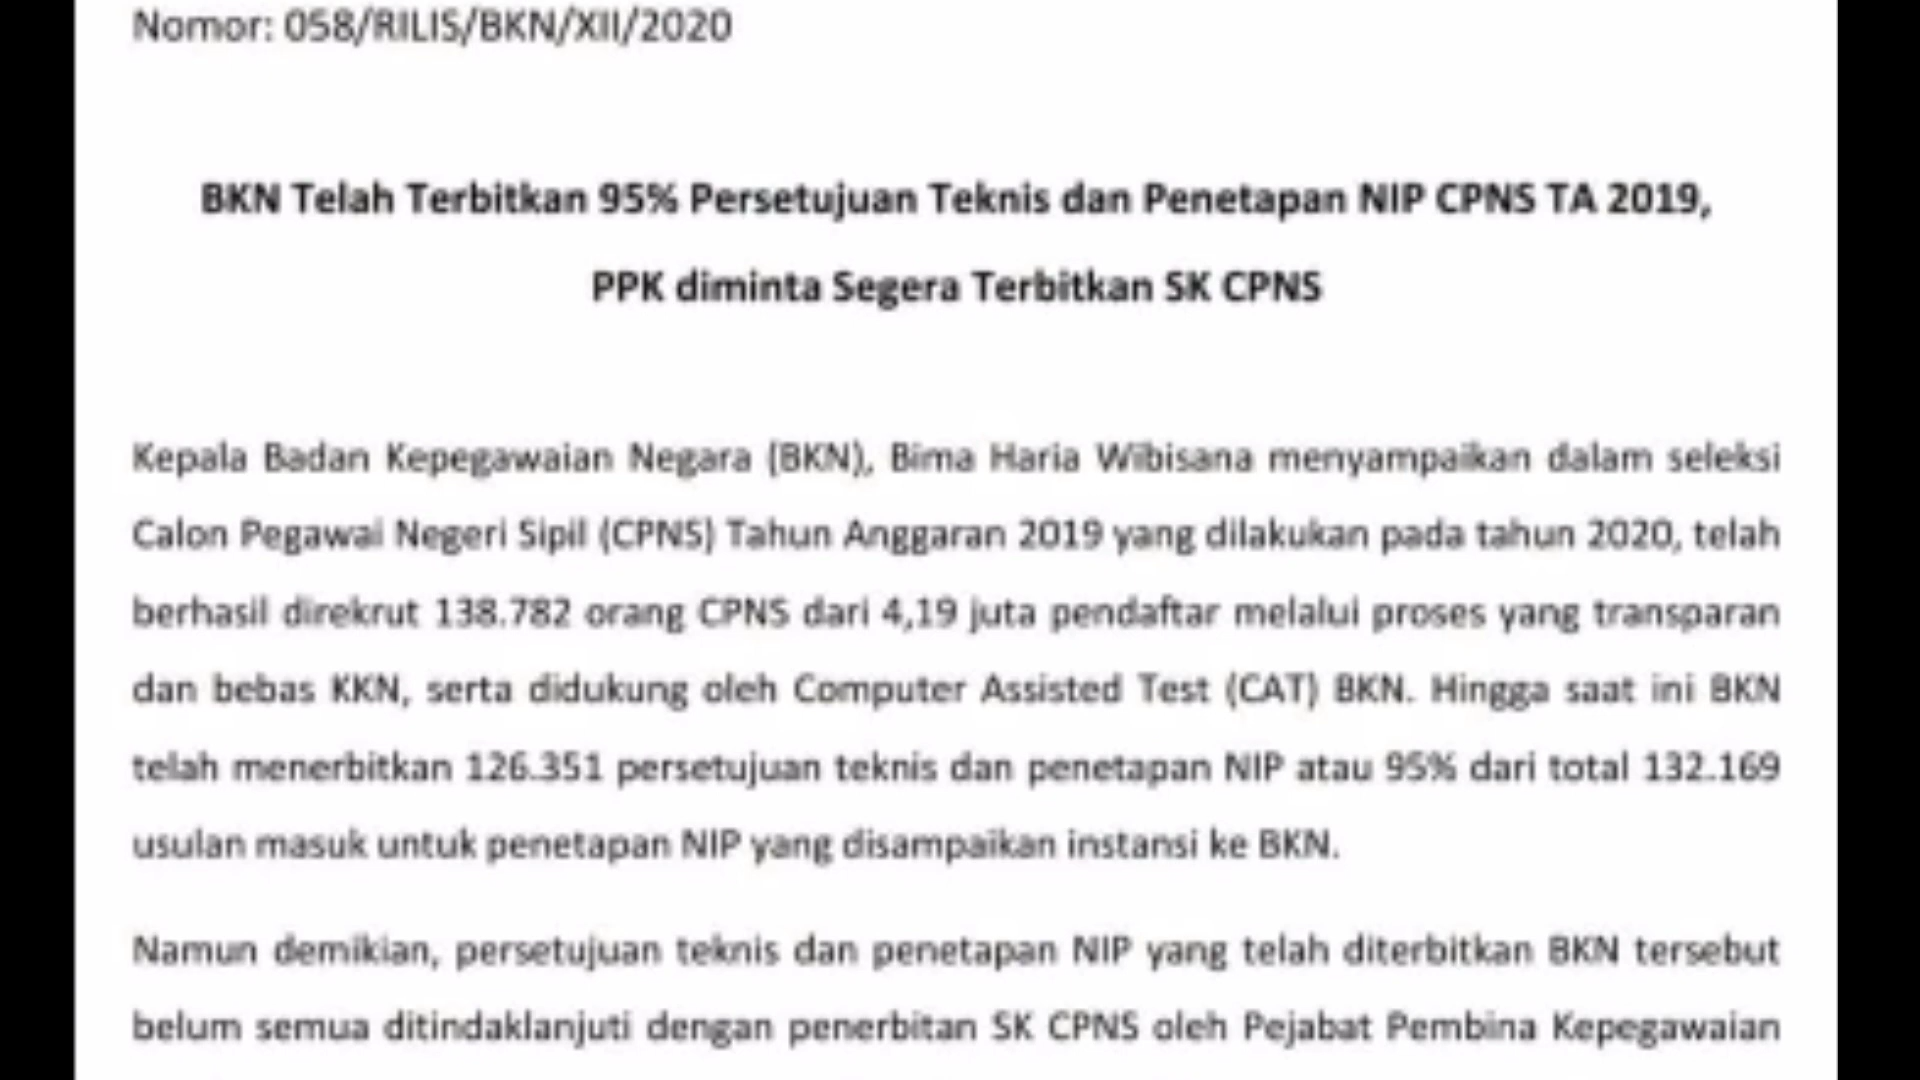 Nomor: 058/RILIS/BKN/XII/2020
BKN Telah Terbitkan 95% Persetujuan Teknis dan Penetapan NIP CPNS TA 2019,
PPK diminta Segera Terbitkan SK CPNS
Kepala Badan Kepegawaian Negara (BKN), Bima Haria Wibisana menyampaikan dalam seleksi
Calon Pegawai Negeri Sipil (CPNS) Tahun Anggaran 2019 yang dilakukan pada tahun 2020, telah
berhasil direkrut 138.782 orang CPNS dari 4,19 juta pendaftar melalui proses yang transparan
dan bebas KKN, serta didukung oleh Computer Assisted Test (CAT) BKN. Hingga saat ini BKN
telah menerbitkan 126.351 persetujuan teknis dan penetapan NIP atau 95% dari total 132.169
usulan masuk untuk penetapan NIP yang disampaikan instansi ke BKN.
Namun demikian, persetujuan teknis dan penetapan NIP yang telah diterbitkan BKN tersebut
belum semua ditindaklanjuti dengan penerbitan SK CPNS oleh Pejabat Pembina Kepegawaian